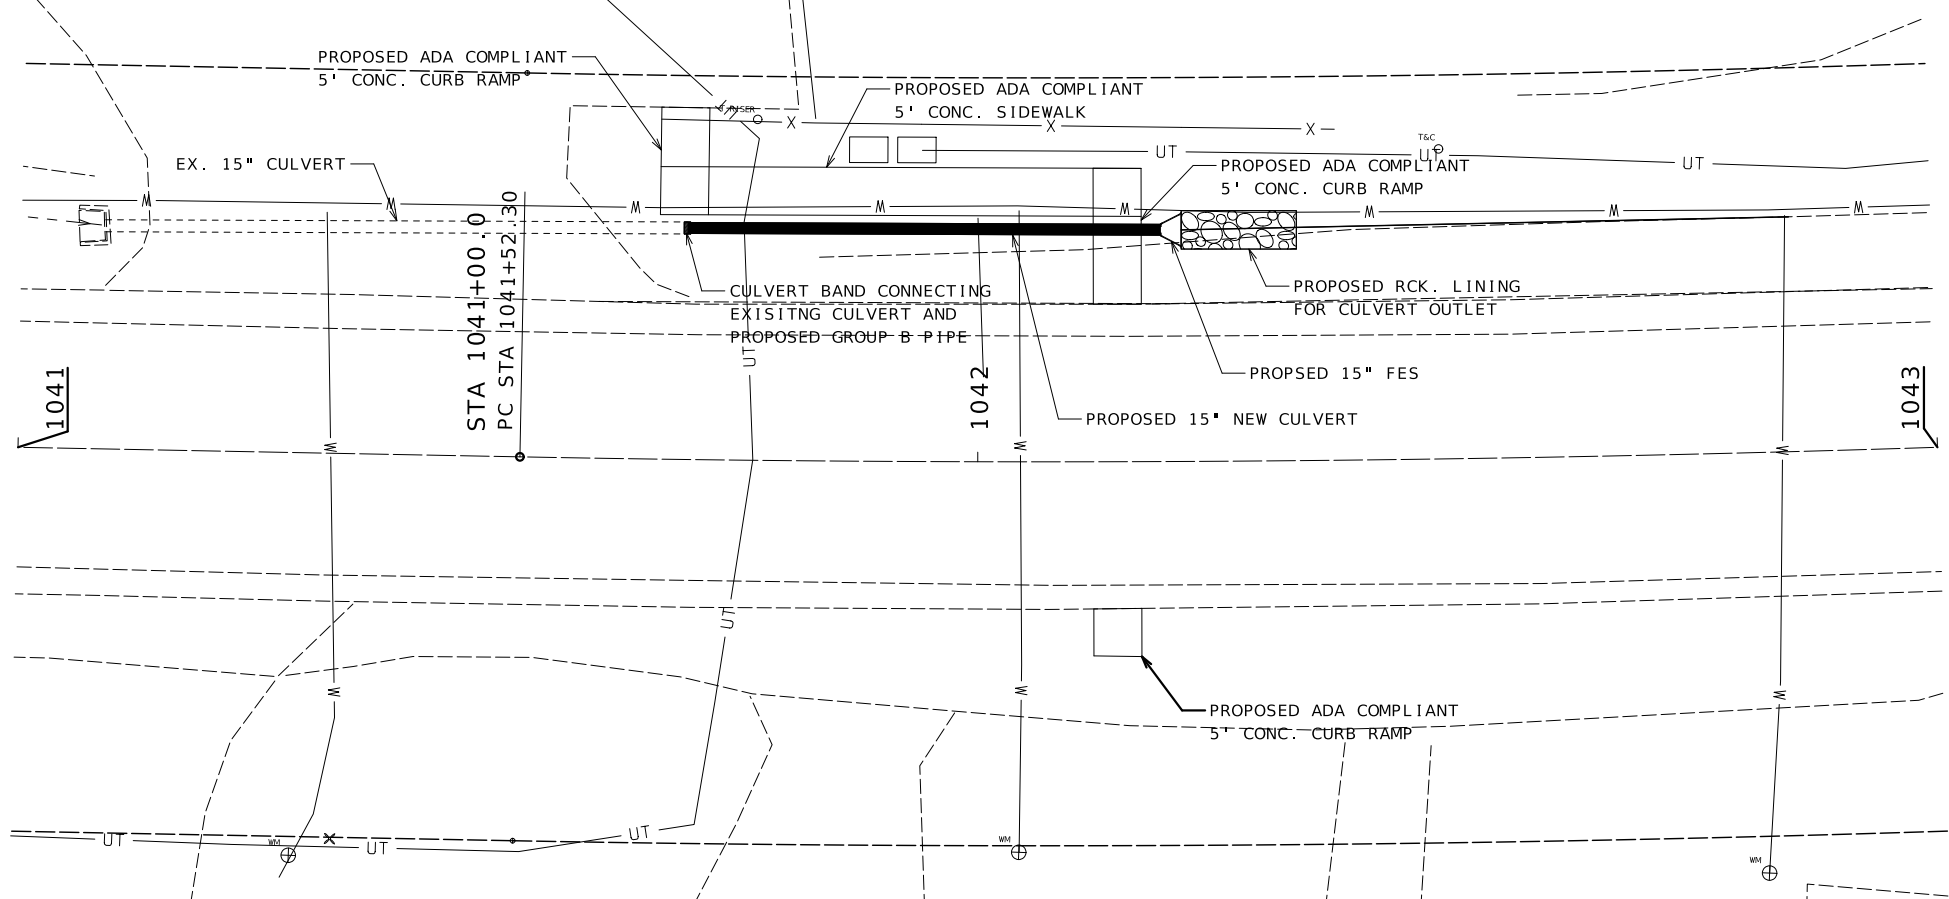 PROPOSED ADA COMPLIANT
5' CONC. CURB RAMP
PROPOSED ADA COMPLIANT
5' CONC. SIDEWALK
X
X
X
T&C
UT
UT
UT
EX. 15" CULVERT
PROPOSED ADA COMPLIANT
5' CONC. CURB RAMP
W
W
W
W
W
W
W
W
STA 1041+00.0
PC STA 1041+52.30
CULVERT BAND CONNECTING
EXISITNG CULVERT AND
PROPOSED GROUP B PIPE
PROPOSED RCK. LINING
FOR CULVERT OUTLET
UT
PROPSED 15" FES
1041
1042
1043
PROPOSED 15" NEW CULVERT
W
W
W
UT
W
W
W
PROPOSED ADA COMPLIANT
5' CONC. CURB RAMP
UT
UT
UT
WM
WM
WM